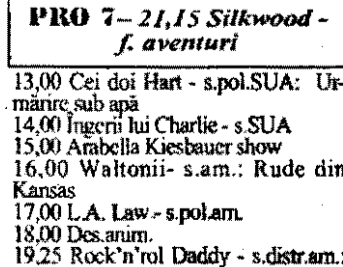 PRO 7– 21,15 Silkwood -
f. aventuri
13,00 Cei doi Hart - s.pol.SUA: Ur-
mărire sub apă
14,00 Îngerii lui Charlie - s.SUA
15,00 Arabella Kiesbauer show
16,00 Waltonii- s.am.: Rude din
Kansas
17,00 L.A. Law - s.pol.am.
18,00 Des.anim.
19,25 Rock'n'rol Daddy - s.distr.am.: